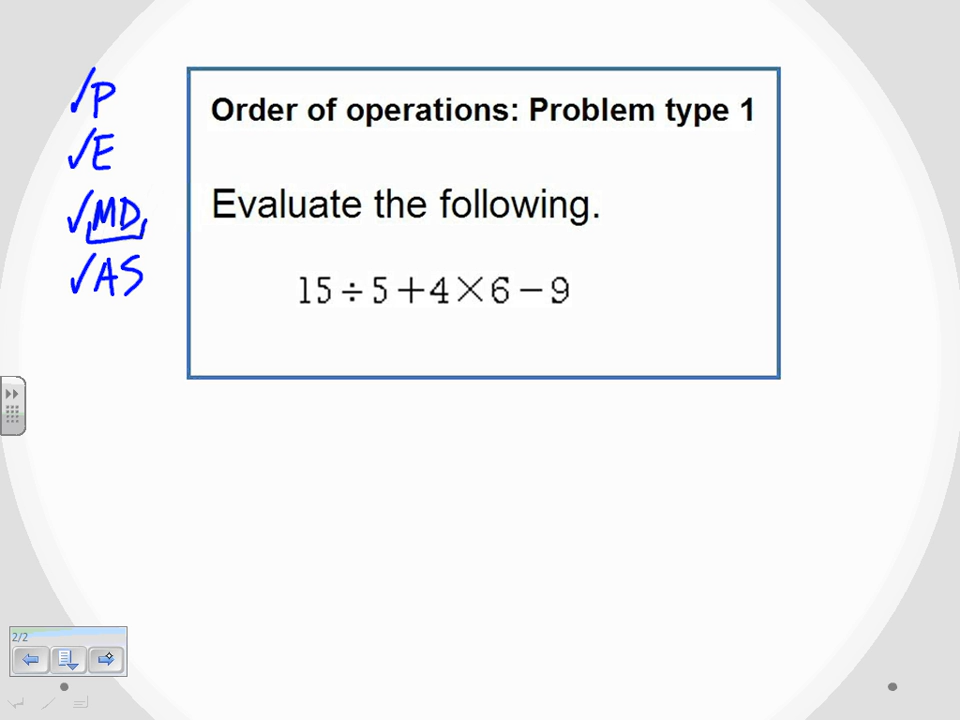 √P
√E
√MD
√AS
Order of operations: Problem type 1
Evaluate the following.
15÷5+4×6−9
2/2